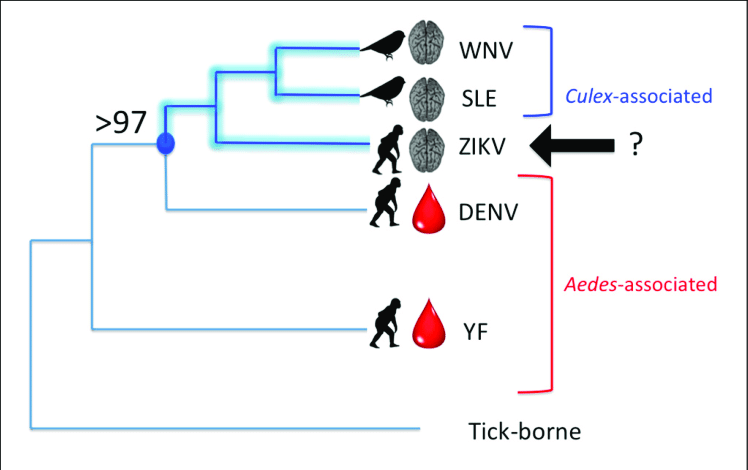 WNV
SLE
Culex-associated
>97
ZIKV
?
DENV
Aedes-associated
YF
Tick-borne